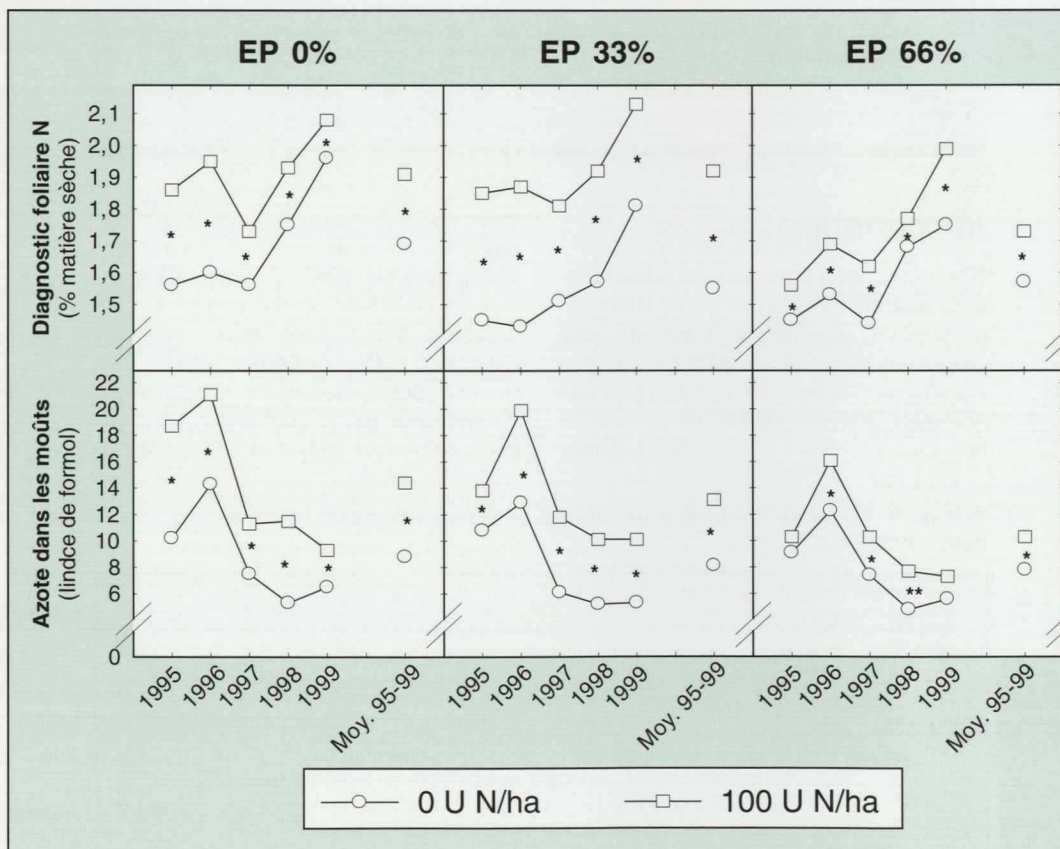 EP 0% EP 33% EP 66%
Diagnostic foliaire N
(% matière sèche)
2,1
2,0
1,9
1,8
1,7
1,6
1,5
Azote dans les moûts
(lindce de formol)
22
20
18
16
14
12
10
8
6
0
* * * * * *
* * * * * *
* * * * * *
* * * * * *
* * * * * *
* * ** *
1995 1996 1997 1998 1999 Moy. 95-99
1995 1996 1997 1998 1999 Moy. 95-99
1995 1996 1997 1998 1999 Moy. 95-99
0 U N/ha 100 U N/ha